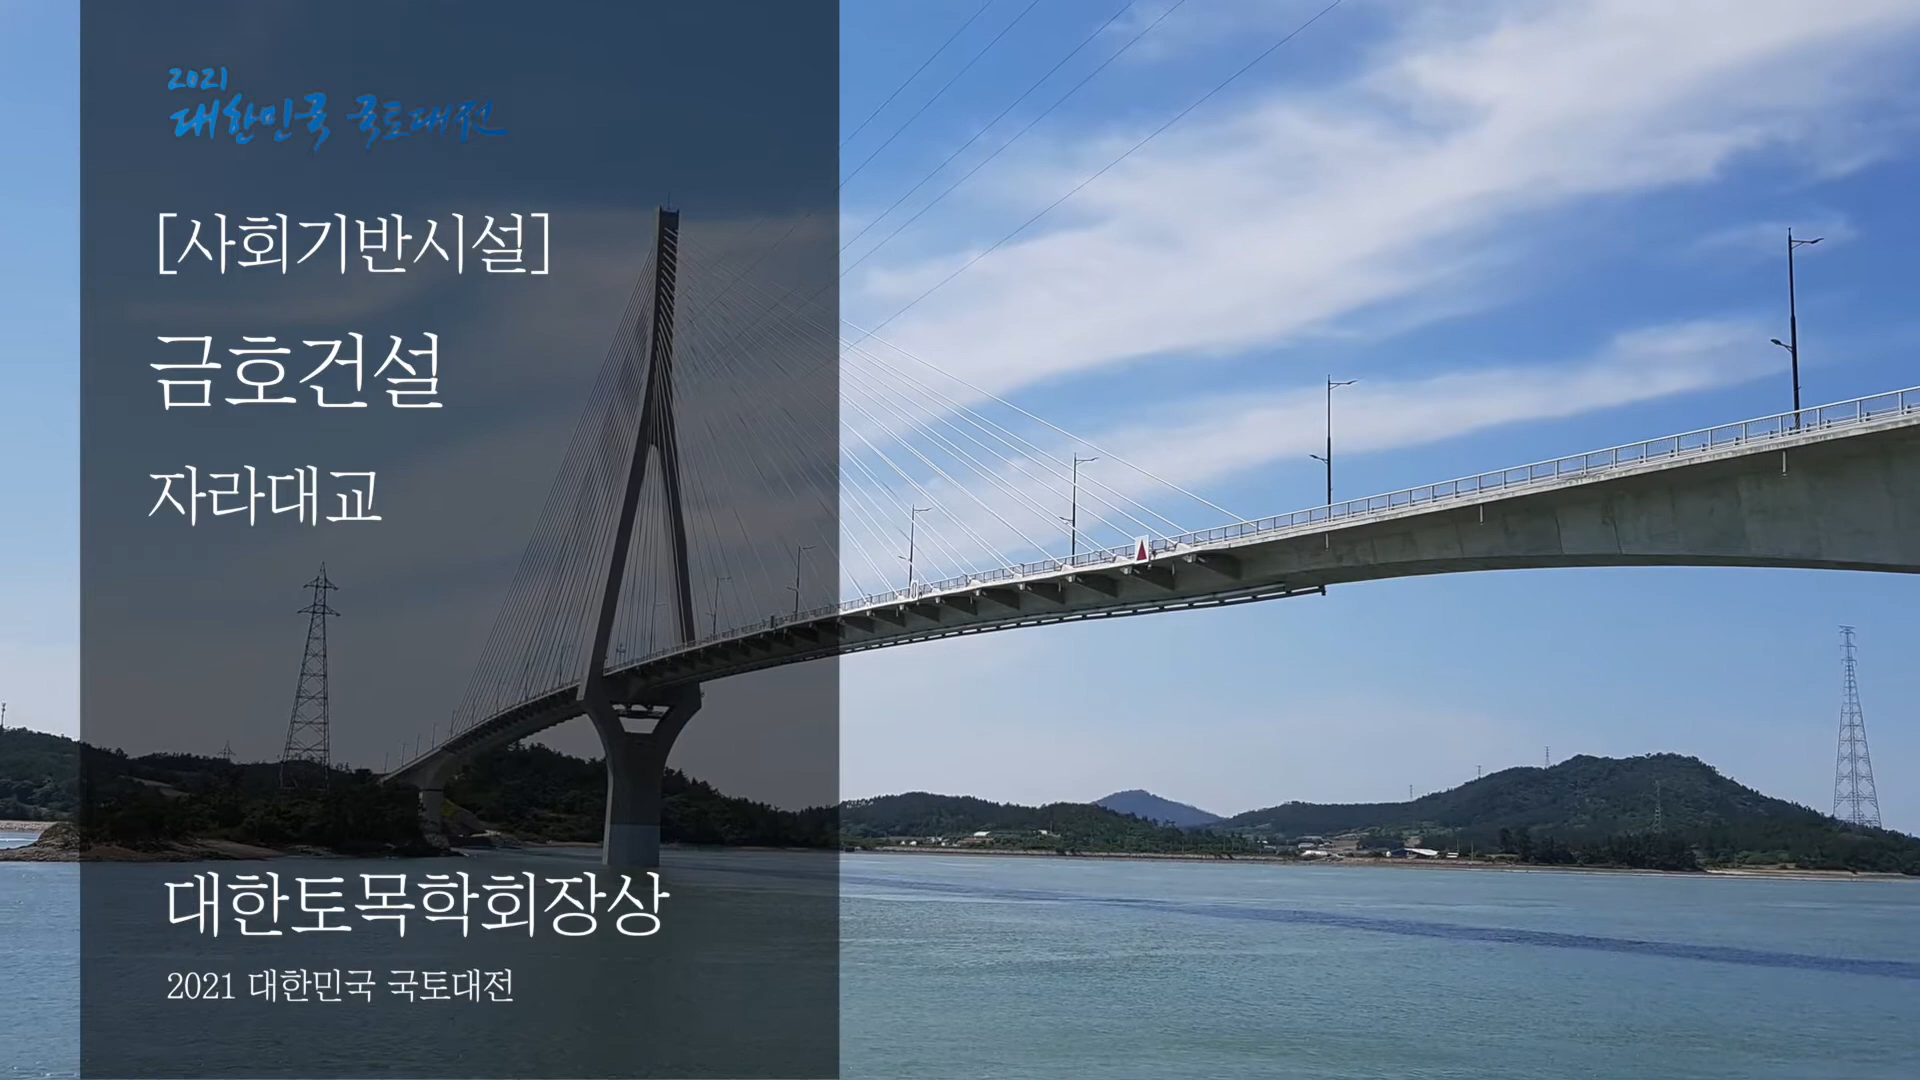 2021
대한민국 국토대전
[사회기반시설]
금호건설
자라대교
대한토목학회장상
2021 대한민국 국토대전